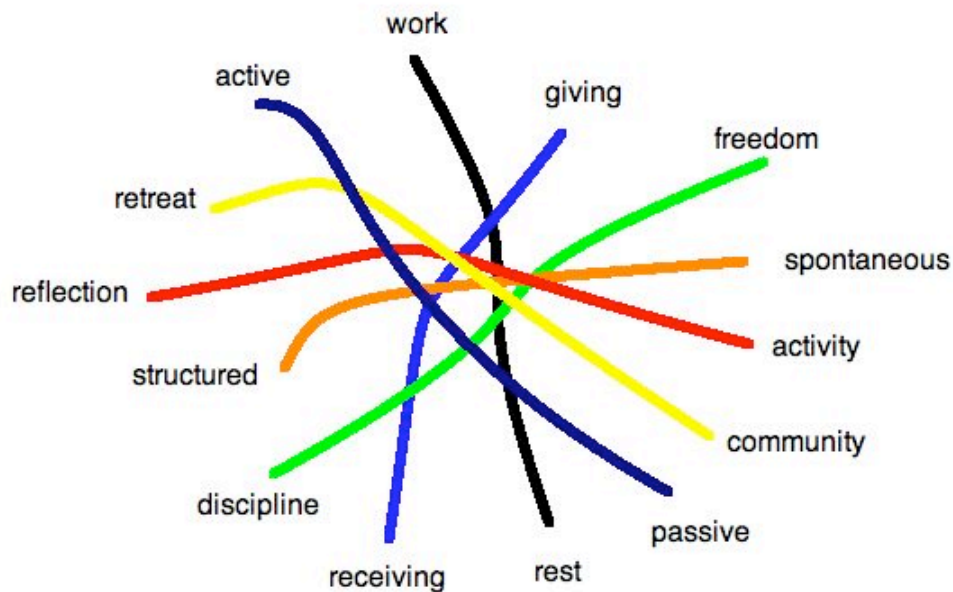 work
active
giving
freedom
retreat
spontaneous
reflection
activity
structured
community
discipline
passive
receiving
rest